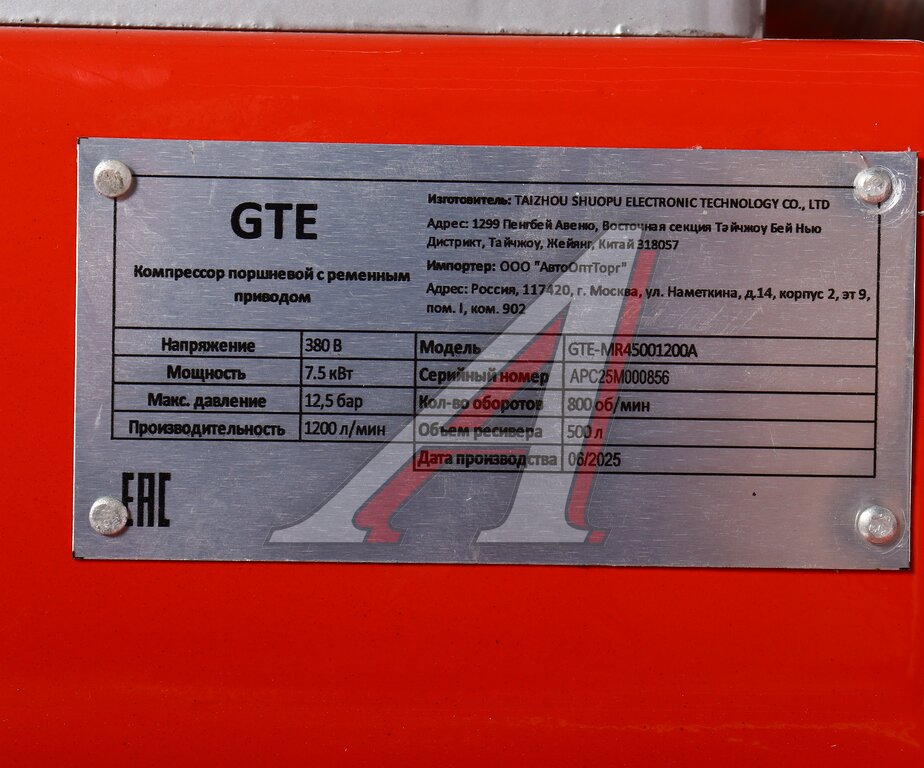 GTE
Компрессор поршневой с ременным
приводом
Изготовитель: TAIZHOU SHUOPU ELECTRONIC TECHNOLOGY CO., LTD
Адрес: 1299 Пенгбей Авеню, Восточная секция Тайчжоу Бей Нью
Дистрикт, Тайчжоу, Жейянг, Китай 318057
Импортер: ООО "АвтоОптТорг"
Адрес: Россия, 117420, г. Москва, ул. Наметкина, д.14, корпус 2, эт 9,
пом. I, ком. 902
Напряжение 380 В
Мощность 7.5 кВт
Макс. давление 12,5 бар
Производительность 1200 л/мин
Модель GTE-MR45001200A
Серийный номер APC25M000856
Кол-во оборотов 800 об/мин
Объем ресивера 500 л
Дата производства 06/2025
EAC